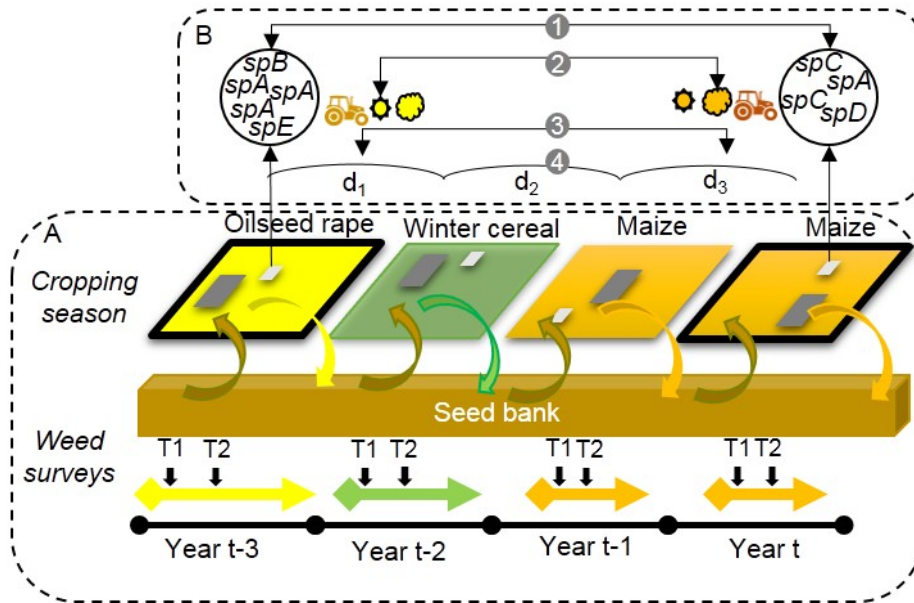 B
1
spB
spA
spA
spA
spE
2
spC
spA
spC
spD
3
4
d1
d2
d3
A
Oilseed rape
Winter cereal
Maize
Maize
Cropping
season
Seed bank
Weed
surveys
T1 T2
T1 T2
T1 T2
T1 T2
Year t-3
Year t-2
Year t-1
Year t